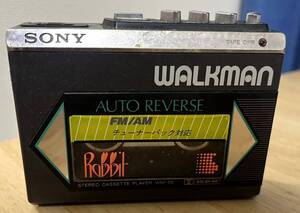 SONY
WALKMAN
AUTO REVERSE
FM/AM
チューナーパック対応
Rabbit
STEREO CASSETTE PLAYER